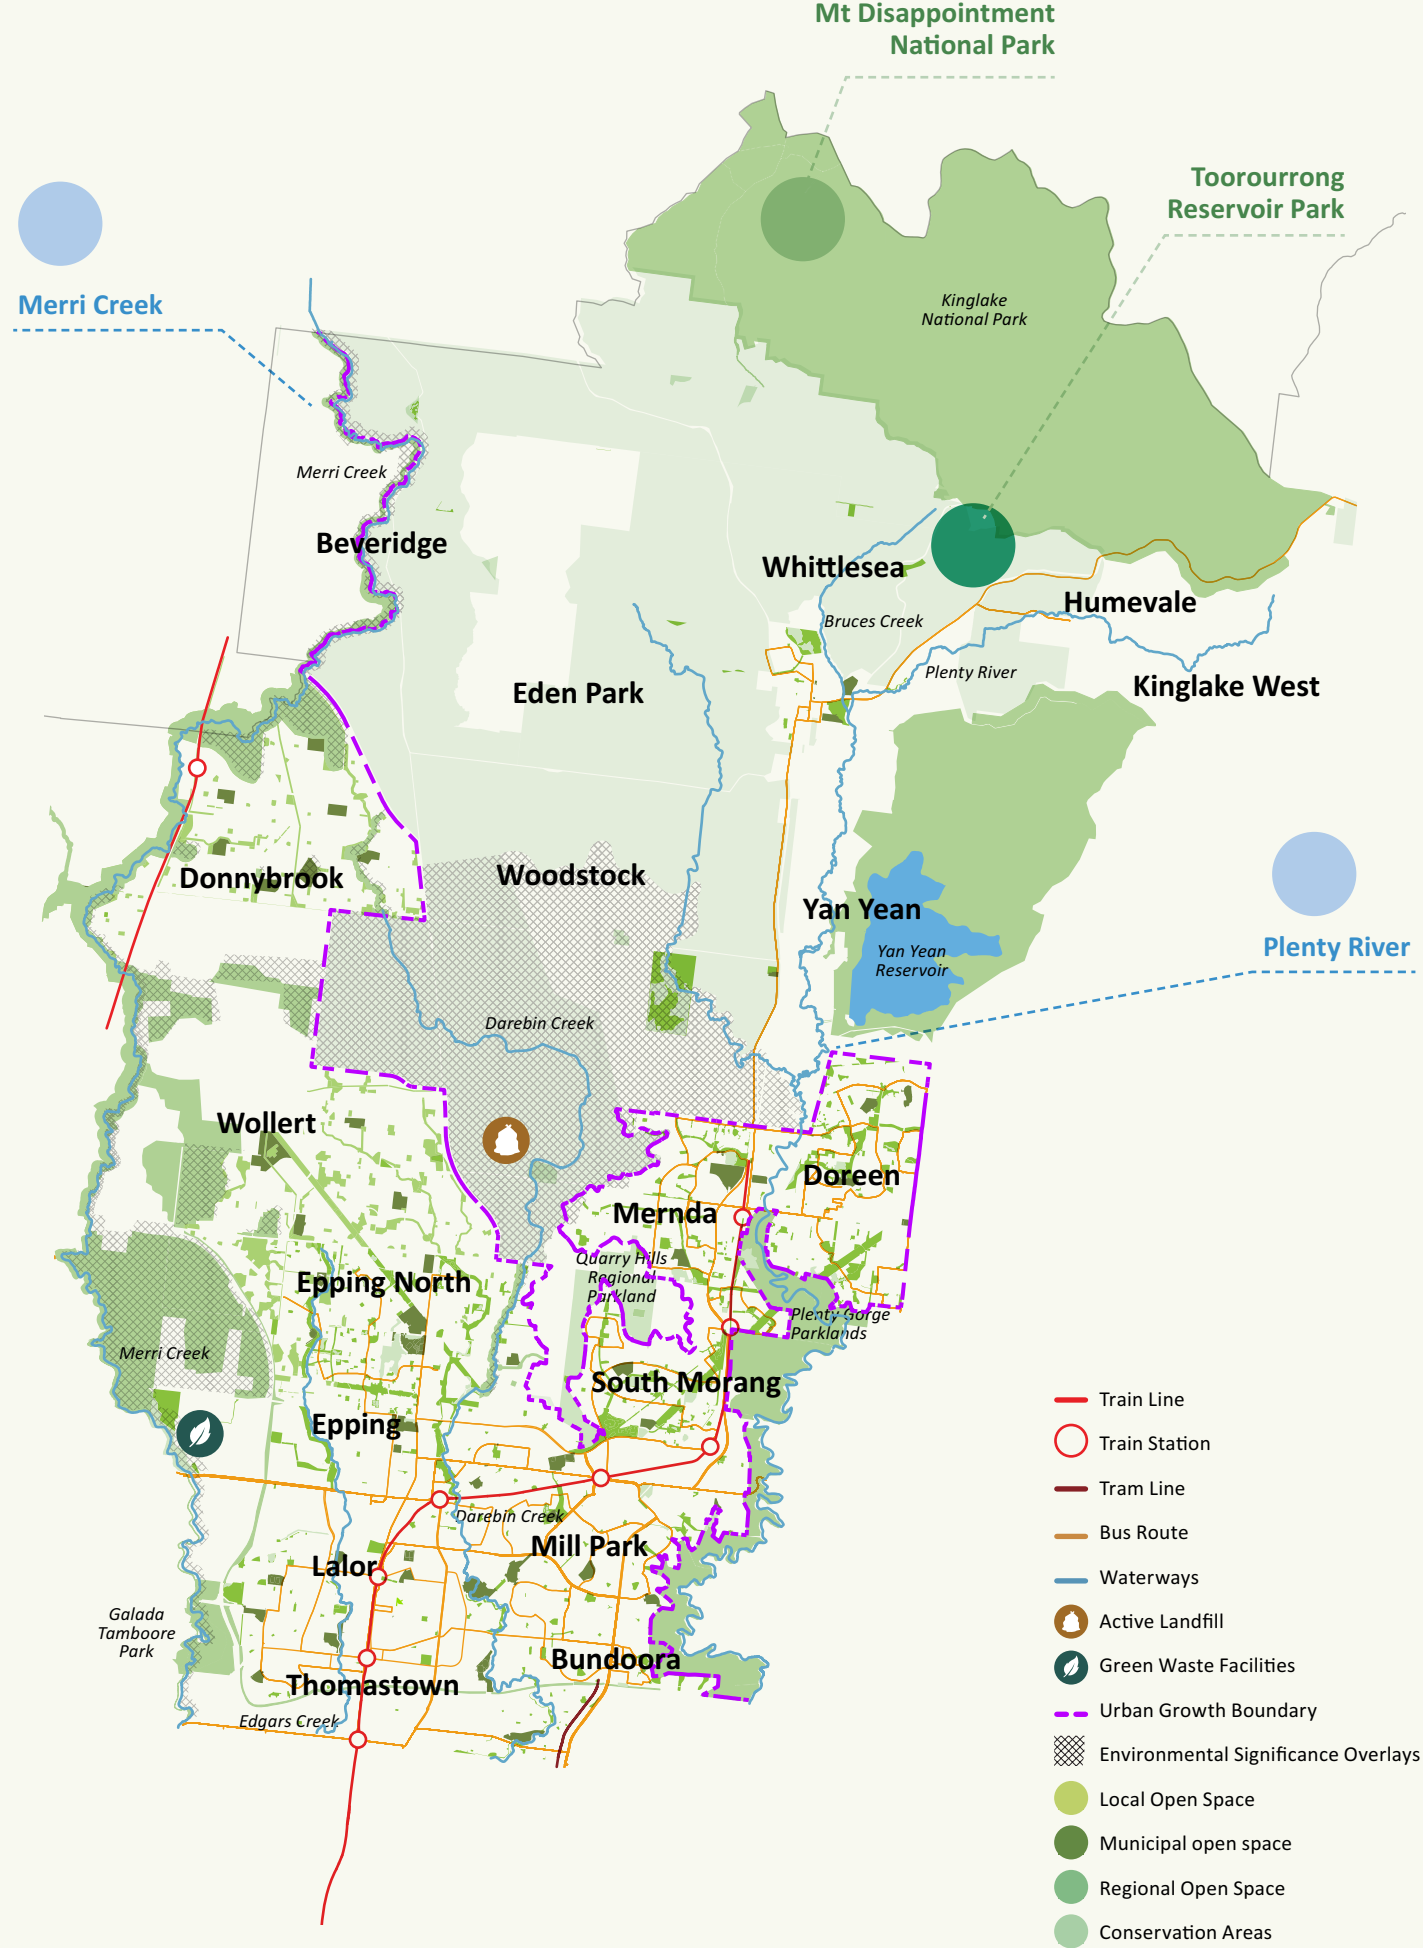 Mt Disappointment
National Park
Toorourrong
Reservoir Park
Merri Creek
Kinglake
National Park
Merri Creek
Beveridge
Whittlesea
Humevale
Bruces Creek
Plenty River
Kinglake West
Eden Park
Donnybrook
Woodstock
Yan Yean
Yan Yean
Reservoir
Plenty River
Darebin Creek
Wollert
Doreen
Mernda
Quarry Hills
Regional
Parkland
Epping North
Plenty Gorge
Parklands
Merri Creek
South Morang
Epping
Darebin Creek
Mill Park
Lalor
Galada
Tamboore
Park
Bundoora
Thomastown
Edgars Creek
Train Line
Train Station
Tram Line
Bus Route
Waterways
Active Landfill
Green Waste Facilities
Urban Growth Boundary
Environmental Significance Overlays
Local Open Space
Municipal open space
Regional Open Space
Conservation Areas